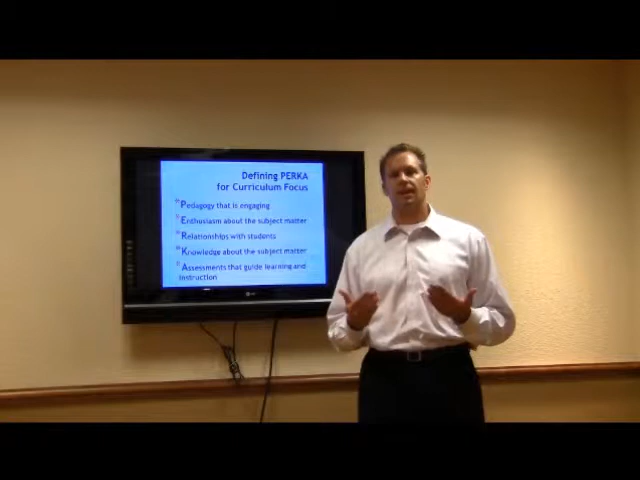 Defining PERKA
for Curriculum Focus
Pedagogy that is engaging
Enthusiasm about the subject matter
Relationships with students
Knowledge about the subject matter
Assessments that guide learning and
instruction